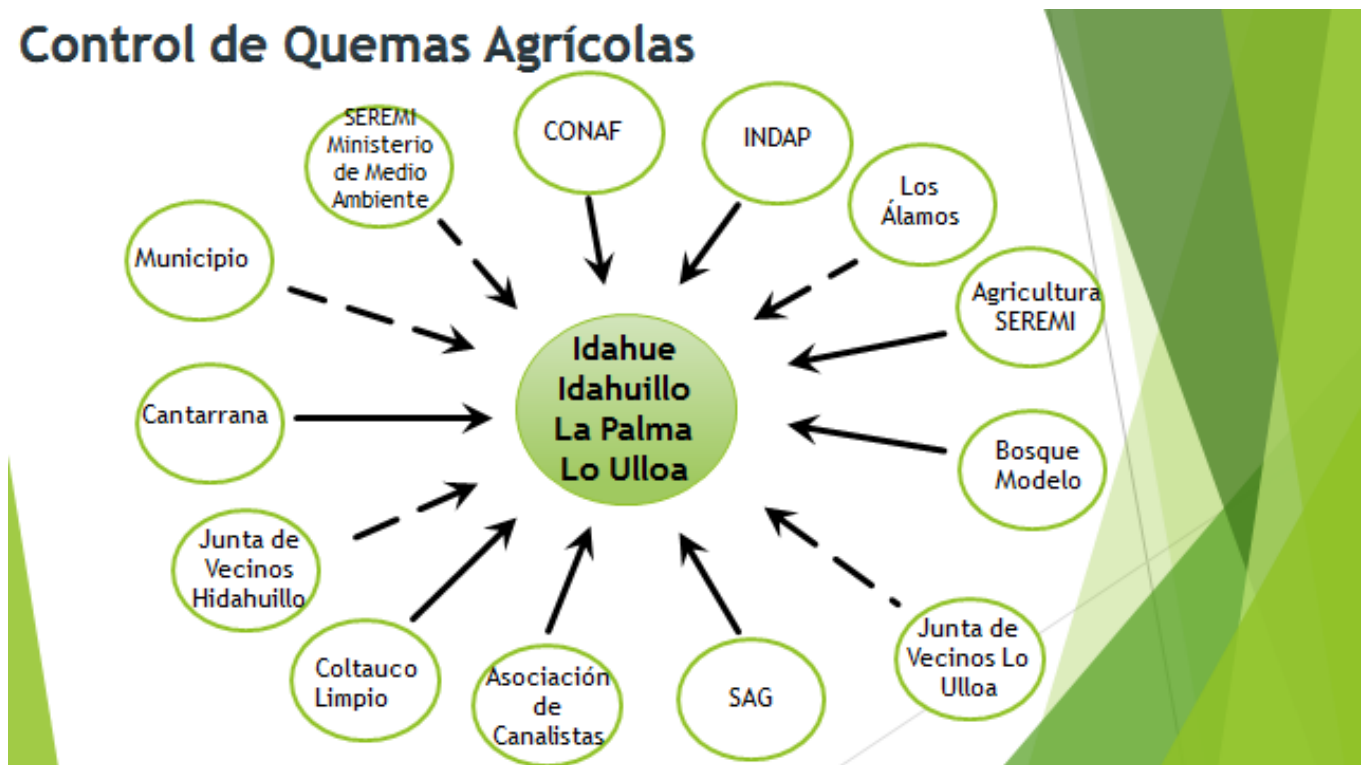 Control de Quemas Agrícolas
SEREMI
Ministerio
de Medio
Ambiente
CONAF
INDAP
Los
Álamos
Municipio
Agricultura
SEREMI
Idahue
Idahuillo
La Palma
Lo Ulloa
Cantarrana
Bosque
Modelo
Junta de
Vecinos
Hidahuillo
Coltauco
Limpio
Asociación
de
Canalistas
SAG
Junta de
Vecinos Lo
Ulloa